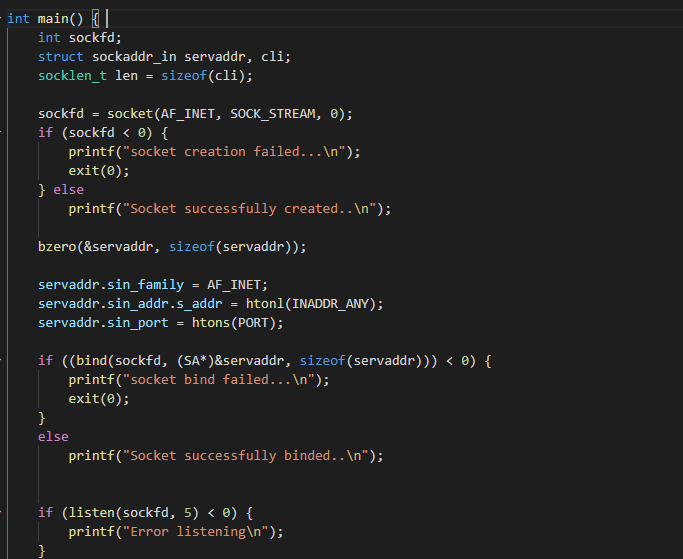 int main() {
    int sockfd;
    struct sockaddr_in servaddr, cli;
    socklen_t len = sizeof(cli);
    sockfd = socket(AF_INET, SOCK_STREAM, 0);
    if (sockfd < 0) {
        printf("socket creation failed...\n");
        exit(0);
    } else
        printf("Socket successfully created..\n");
    bzero(&servaddr, sizeof(servaddr));
    servaddr.sin_family = AF_INET;
    servaddr.sin_addr.s_addr = htonl(INADDR_ANY);
    servaddr.sin_port = htons(PORT);
    if ((bind(sockfd, (SA*)&servaddr, sizeof(servaddr))) < 0) {
        printf("socket bind failed...\n");
        exit(0);
    }
    else
        printf("Socket successfully binded..\n");
    if (listen(sockfd, 5) < 0) {
        printf("Error listening\n");
    }